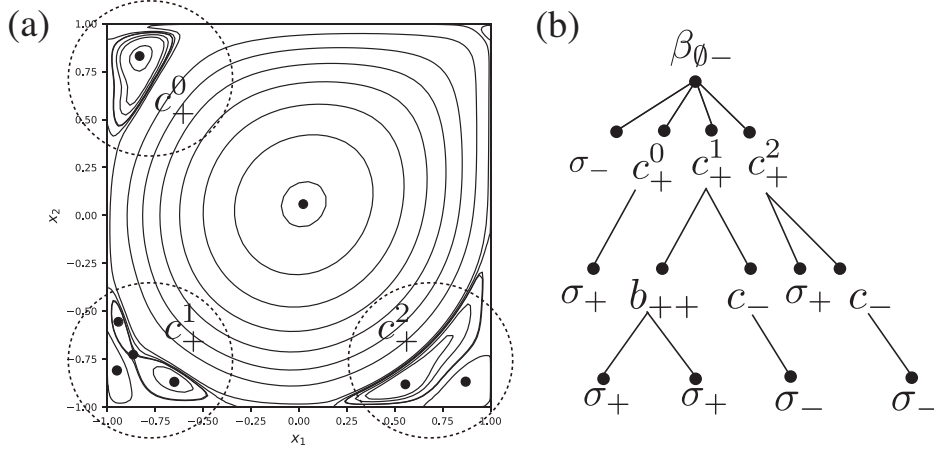 (a)
(b)
1.00
0.75
0.50
0.25
0.00
−0.25
−0.50
−0.75
−1.00
x₂
−1.00 −0.75 −0.50 −0.25 0.00 0.25 0.50 0.75 1.00
x₁
c⁰₊
c¹₊
c²₊
β∅₋
σ₋ c⁰₊ c¹₊ c²₊
σ₊ b₊₊ c₋ σ₊ c₋
σ₊ σ₊ σ₋ σ₋